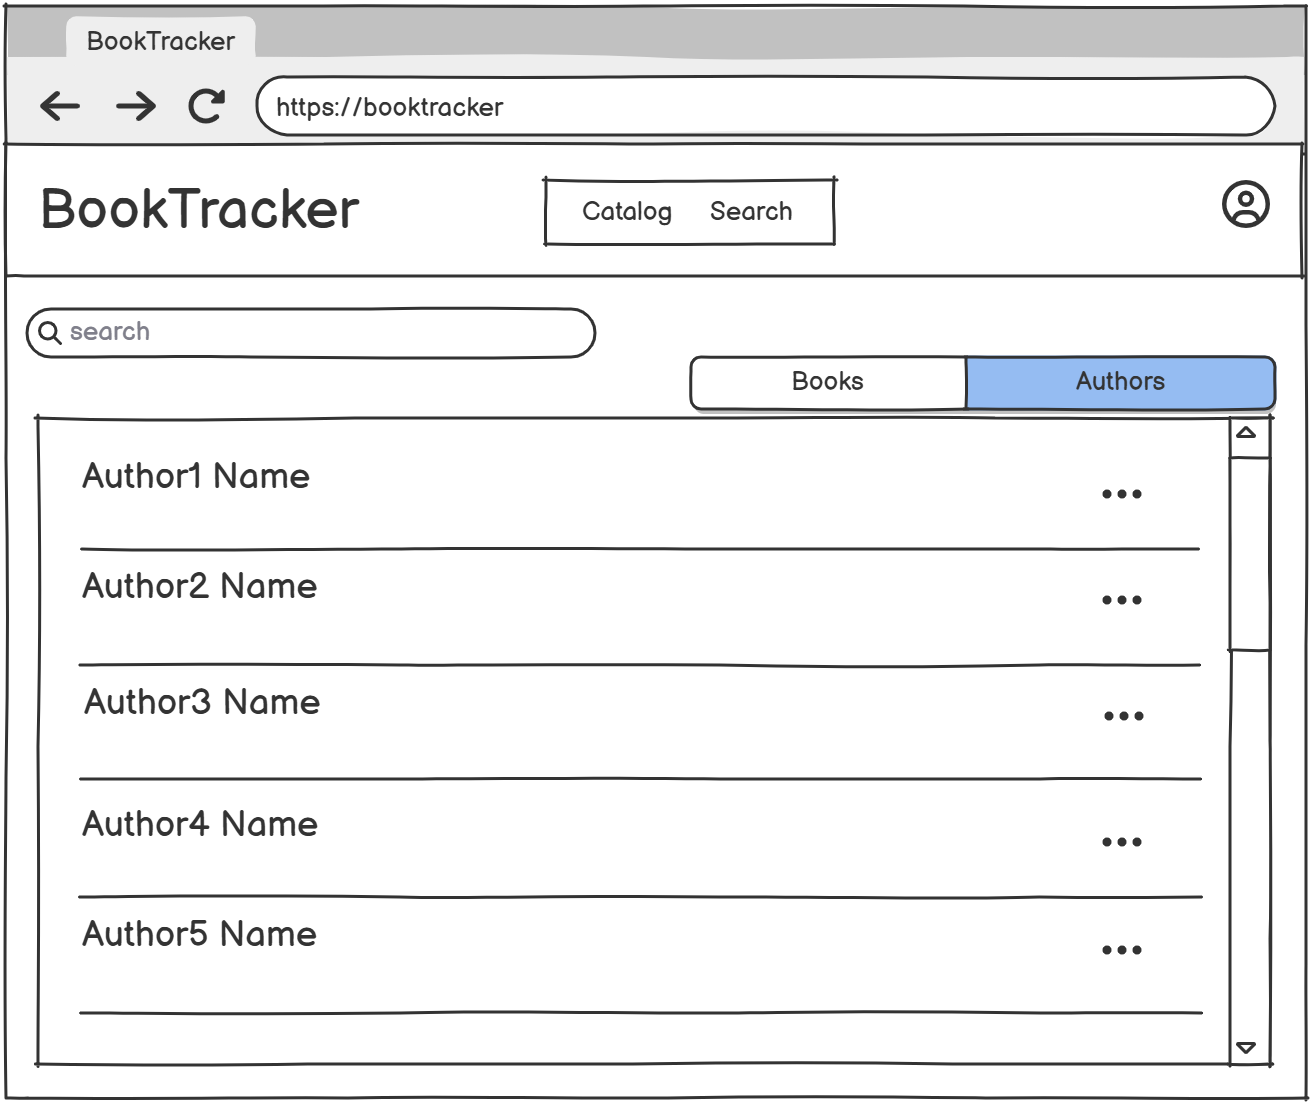 BookTracker
https://booktracker
BookTracker
Catalog Search
search
Books Authors
Author1 Name
Author2 Name
Author3 Name
Author4 Name
Author5 Name